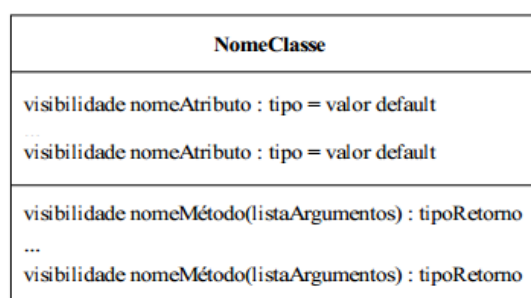 NomeClasse
visibilidade nomeAtributo : tipo = valor default
...
visibilidade nomeAtributo : tipo = valor default
visibilidade nomeMétodo(listaArgumentos) : tipoRetorno
...
visibilidade nomeMétodo(listaArgumentos) : tipoRetorno